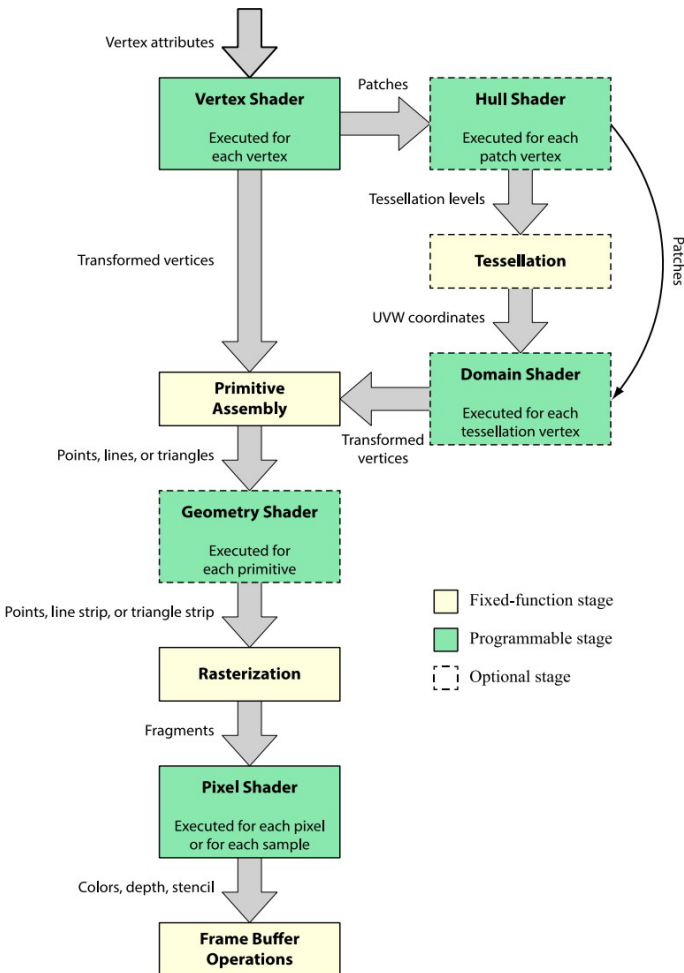 Vertex attributes
Vertex Shader
Executed for
each vertex
Patches
Hull Shader
Executed for each
patch vertex
Tessellation levels
Patches
Transformed vertices
Tessellation
UVW coordinates
Primitive
Assembly
Domain Shader
Executed for each
tessellation vertex
Transformed
vertices
Points, lines, or triangles
Geometry Shader
Executed for
each primitive
Points, line strip, or triangle strip
Fixed-function stage
Programmable stage
Optional stage
Rasterization
Fragments
Pixel Shader
Executed for each pixel
or for each sample
Colors, depth, stencil
Frame Buffer
Operations